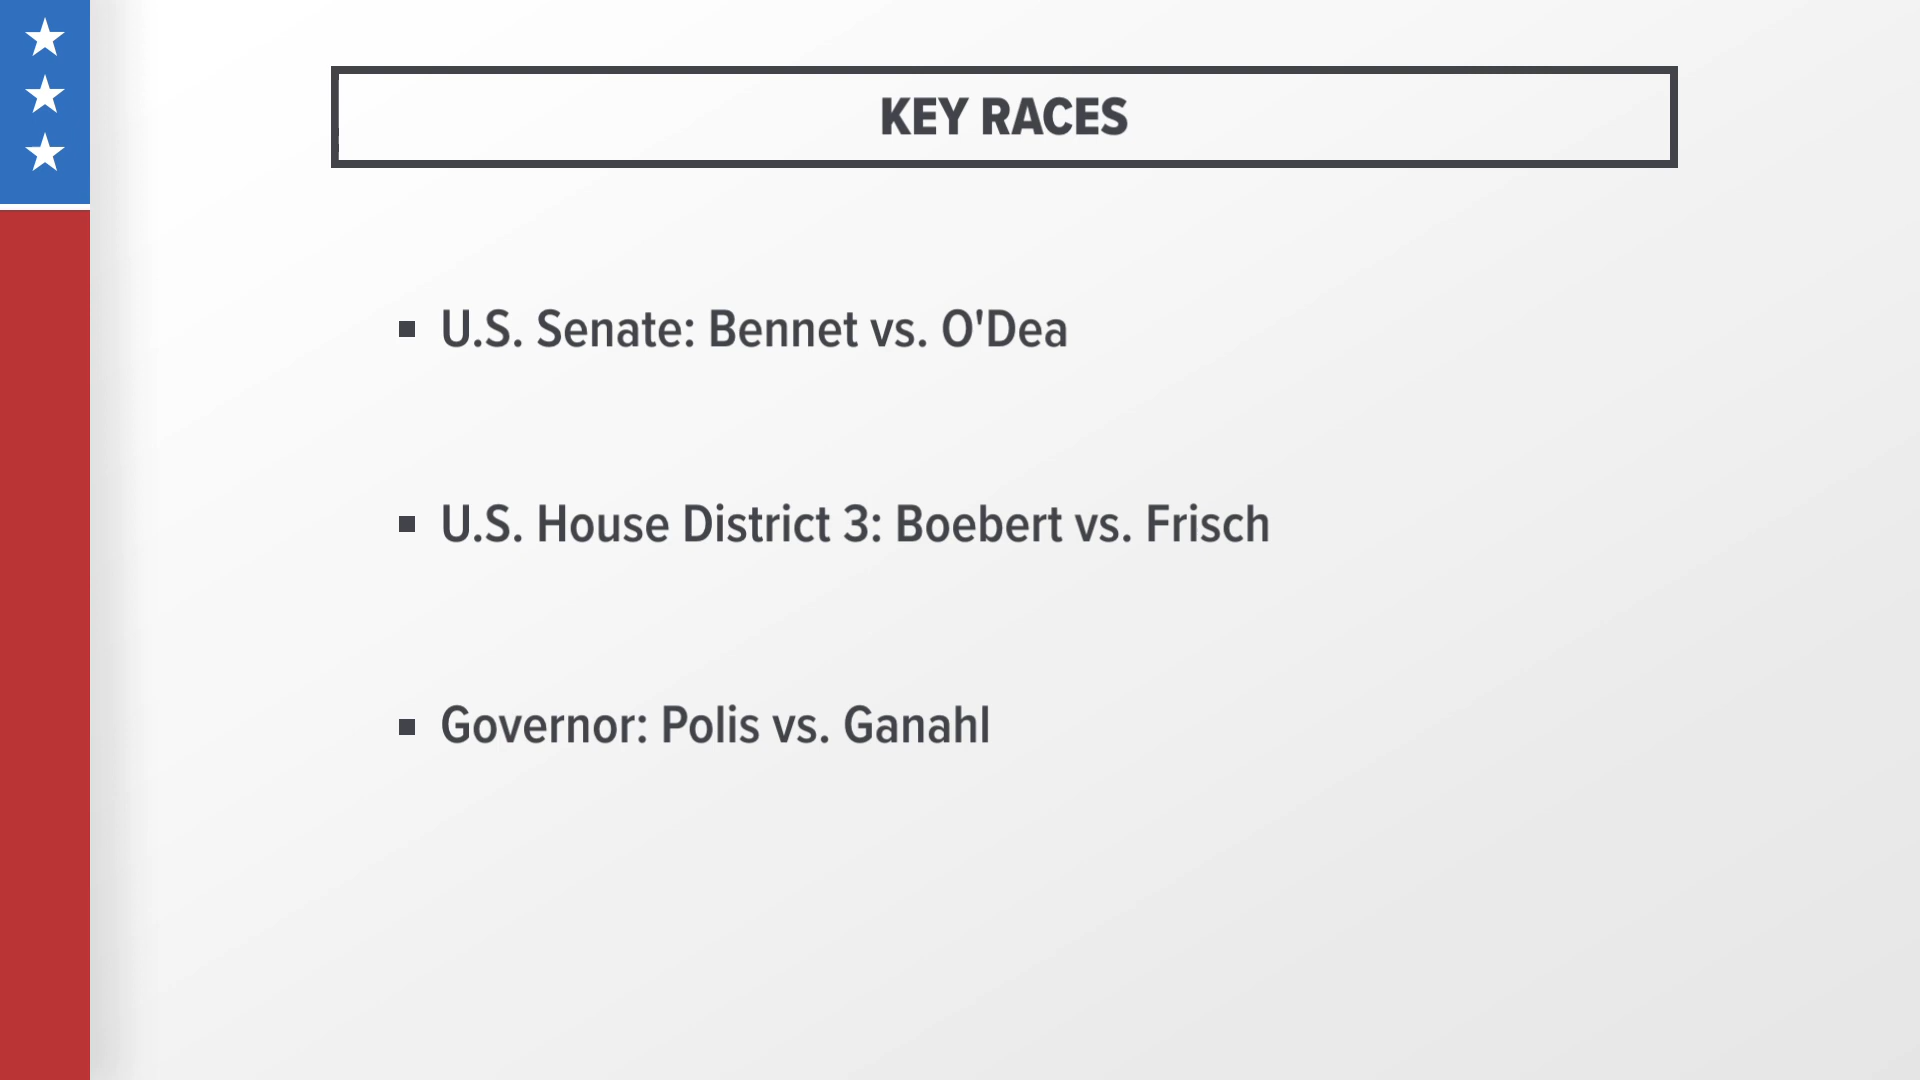 KEY RACES
U.S. Senate: Bennet vs. O'Dea
U.S. House District 3: Boebert vs. Frisch
Governor: Polis vs. Ganahl